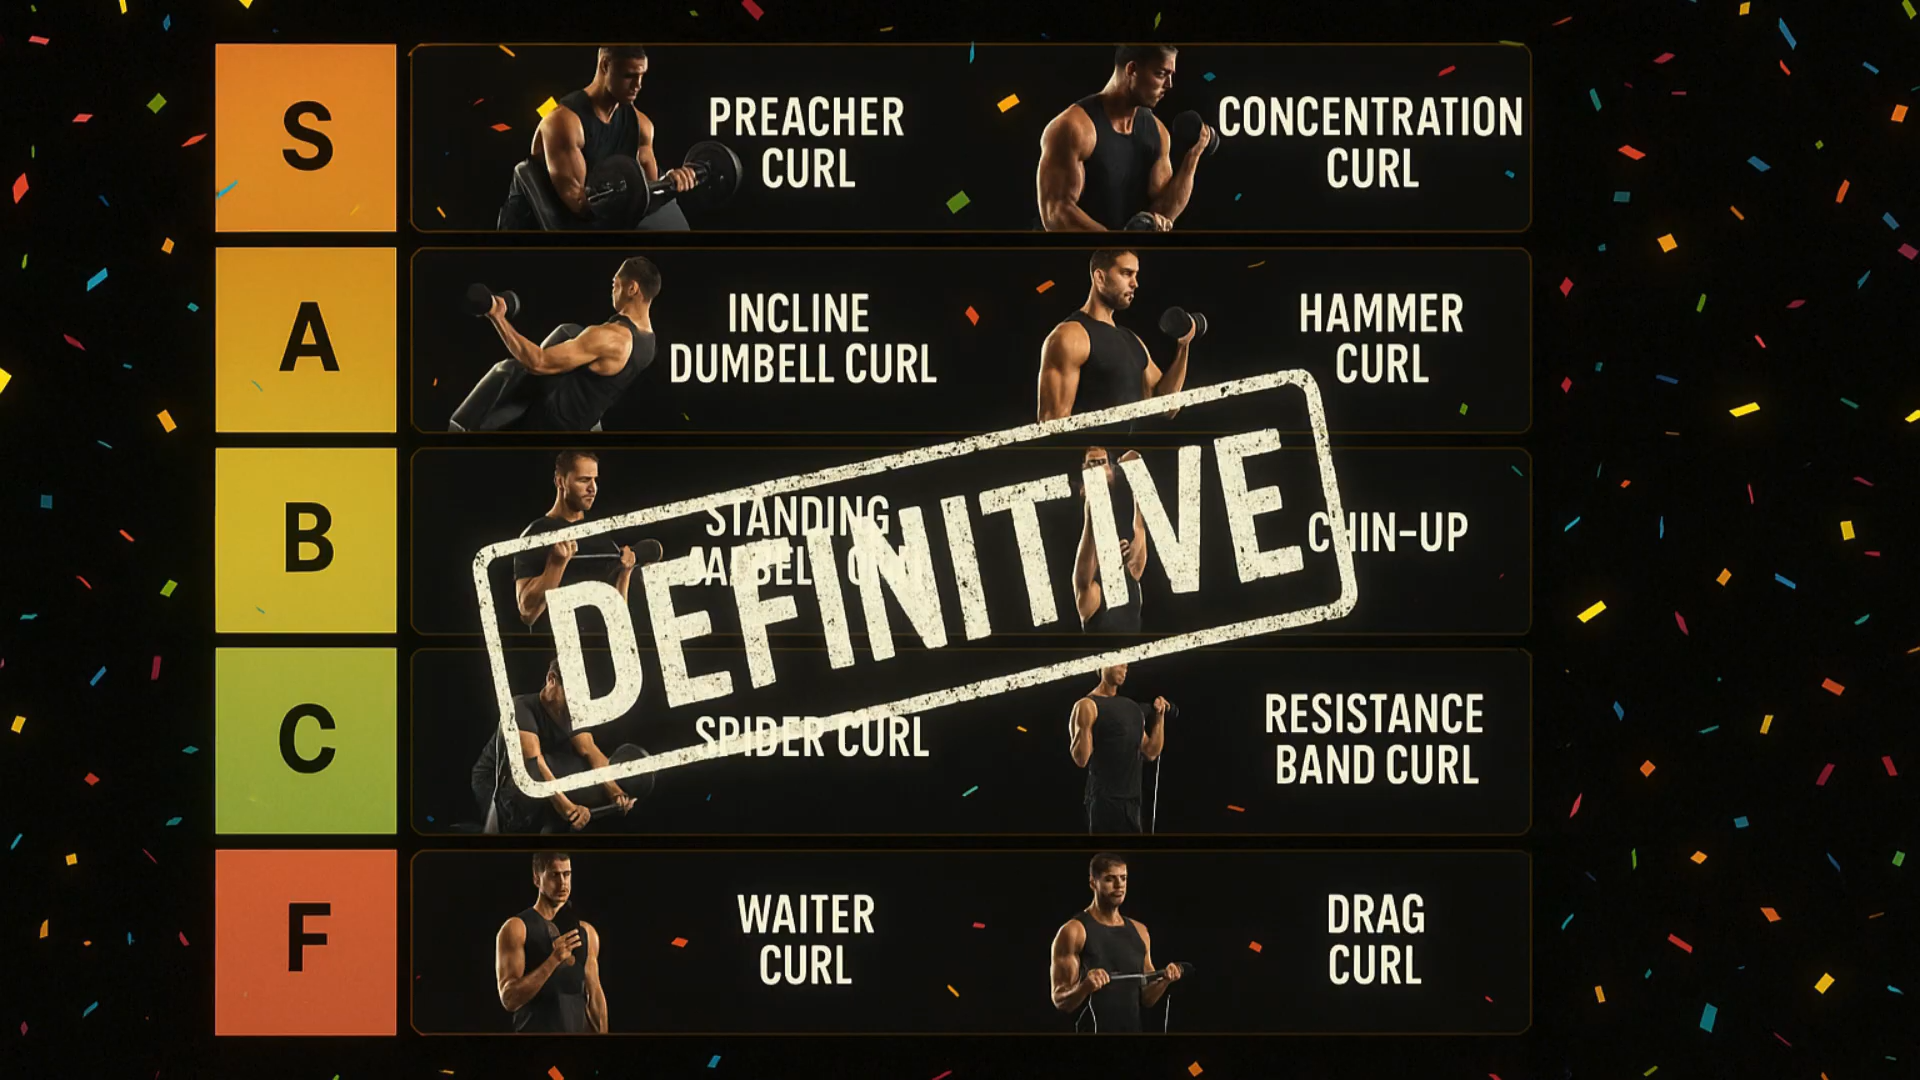 S
PREACHER
CURL
CONCENTRATION
CURL
A
INCLINE
DUMBELL CURL
HAMMER
CURL
B
STANDING
CHIN-UP
DEFINITIVE
C
SPIDER CURL
RESISTANCE
BAND CURL
F
WAITER
CURL
DRAG
CURL